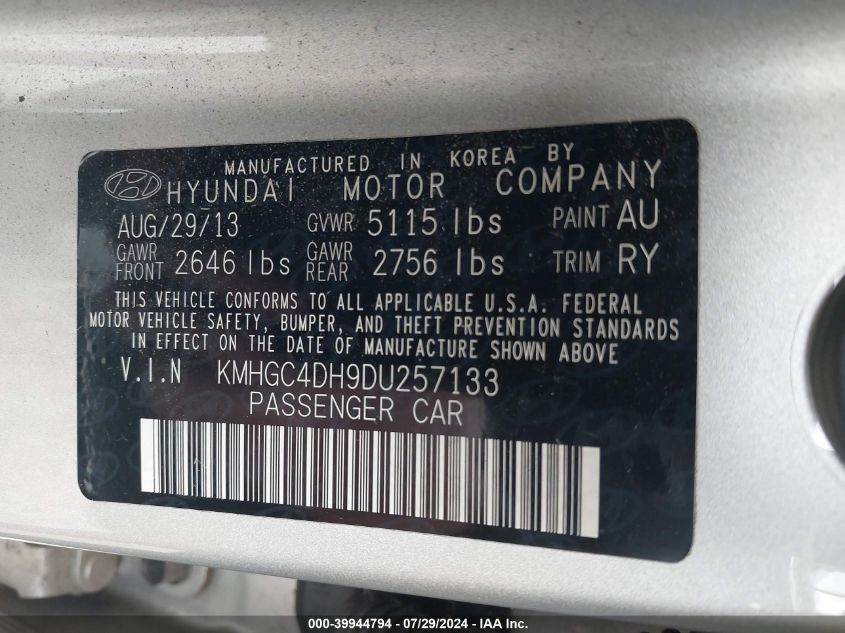 MANUFACTURED IN KOREA BY
HYUNDAI MOTOR COMPANY
AUG/29/13 GVWR 5115 lbs PAINT AU
GAWR FRONT 2646 lbs GAWR REAR 2756 lbs TRIM RY
THIS VEHICLE CONFORMS TO ALL APPLICABLE U.S.A. FEDERAL
MOTOR VEHICLE SAFETY, BUMPER, AND THEFT PREVENTION STANDARDS
IN EFFECT ON THE DATE OF MANUFACTURE SHOWN ABOVE
V.I.N KMHGC4DH9DU257133
PASSENGER CAR
000-39944794 - 07/29/2024 - IAA Inc.